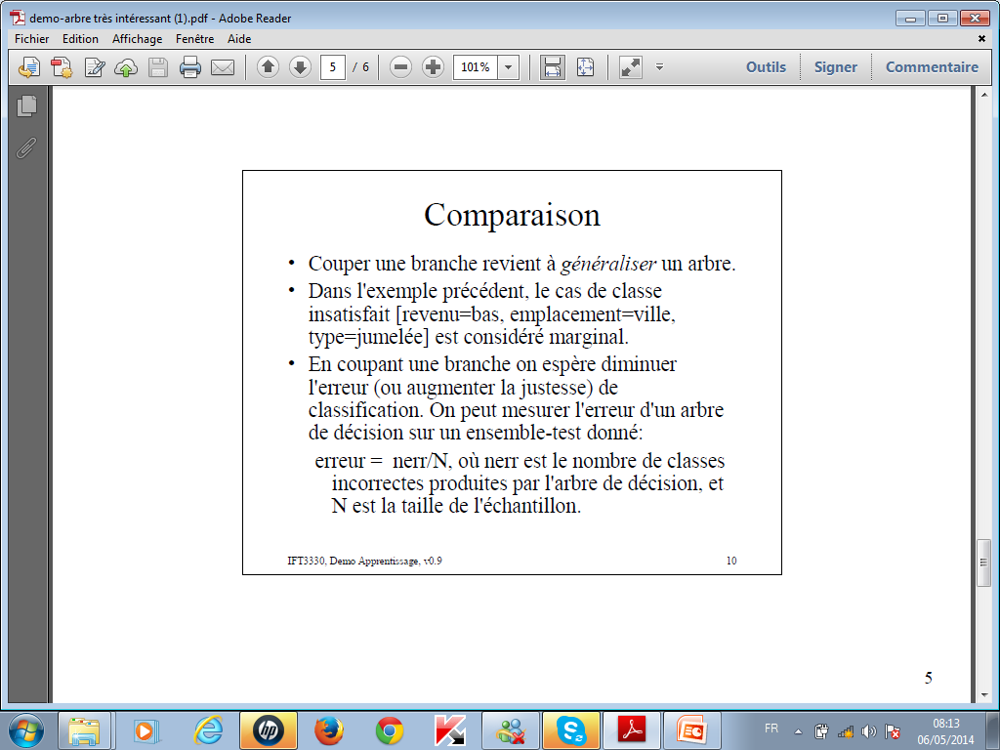 demo-arbre très intéressant (1).pdf - Adobe Reader
Fichier Edition Affichage Fenêtre Aide
5 / 6 101% Outils Signer Commentaire
Comparaison
• Couper une branche revient à généraliser un arbre.
• Dans l'exemple précédent, le cas de classe
insatisfait [revenu=bas, emplacement=ville,
type=jumelée] est considéré marginal.
• En coupant une branche on espère diminuer
l'erreur (ou augmenter la justesse) de
classification. On peut mesurer l'erreur d'un arbre
de décision sur un ensemble-test donné:
erreur = nerr/N, où nerr est le nombre de classes
incorrectes produites par l'arbre de décision, et
N est la taille de l'échantillon.
IFT3330, Demo Apprentissage, v0.9 10
5
FR 08:13
06/05/2014